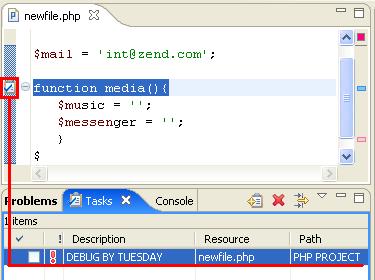 newfile.php
$mail = 'int@zend.com';
function media(){
$music = '';
$messenger = '';
}
$
Problems Tasks Console
1 items
! Description Resource Path
DEBUG BY TUESDAY newfile.php PHP PROJECT